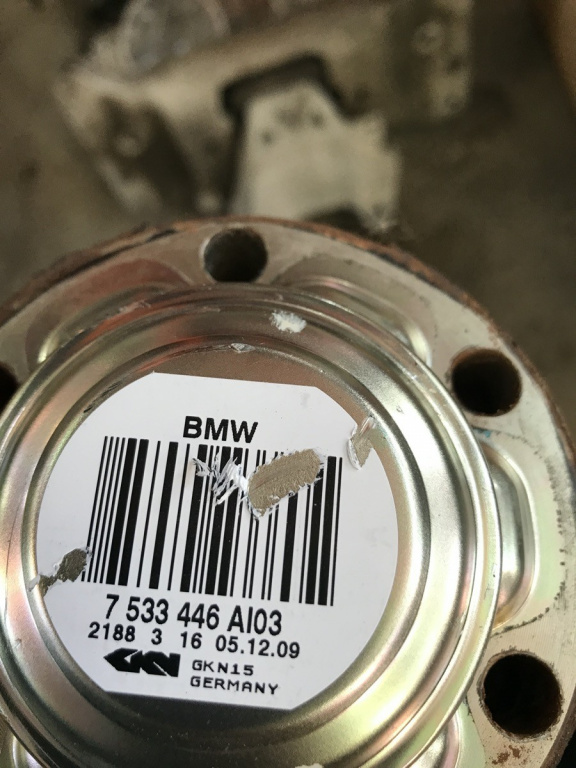 BMW
7 533 446 AI03
2188 3 16 05.12.09
GKN GKN15
GERMANY